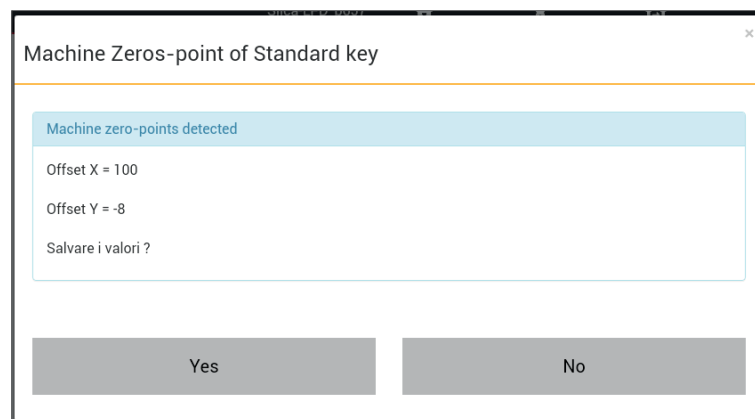 Machine Zeros-point of Standard key
×
Machine zero-points detected
Offset X = 100
Offset Y = -8
Salvare i valori ?
Yes
No